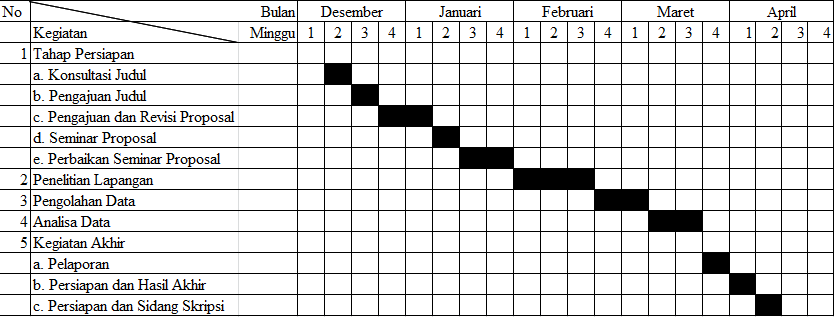 No Bulan Desember Januari Februari Maret April
Kegiatan Minggu 1 2 3 4 1 2 3 4 1 2 3 4 1 2 3 4 1 2 3 4
1 Tahap Persiapan
a. Konsultasi Judul
b. Pengajuan Judul
c. Pengajuan dan Revisi Proposal
d. Seminar Proposal
e. Perbaikan Seminar Proposal
2 Penelitian Lapangan
3 Pengolahan Data
4 Analisa Data
5 Kegiatan Akhir
a. Pelaporan
b. Persiapan dan Hasil Akhir
c. Persiapan dan Sidang Skripsi